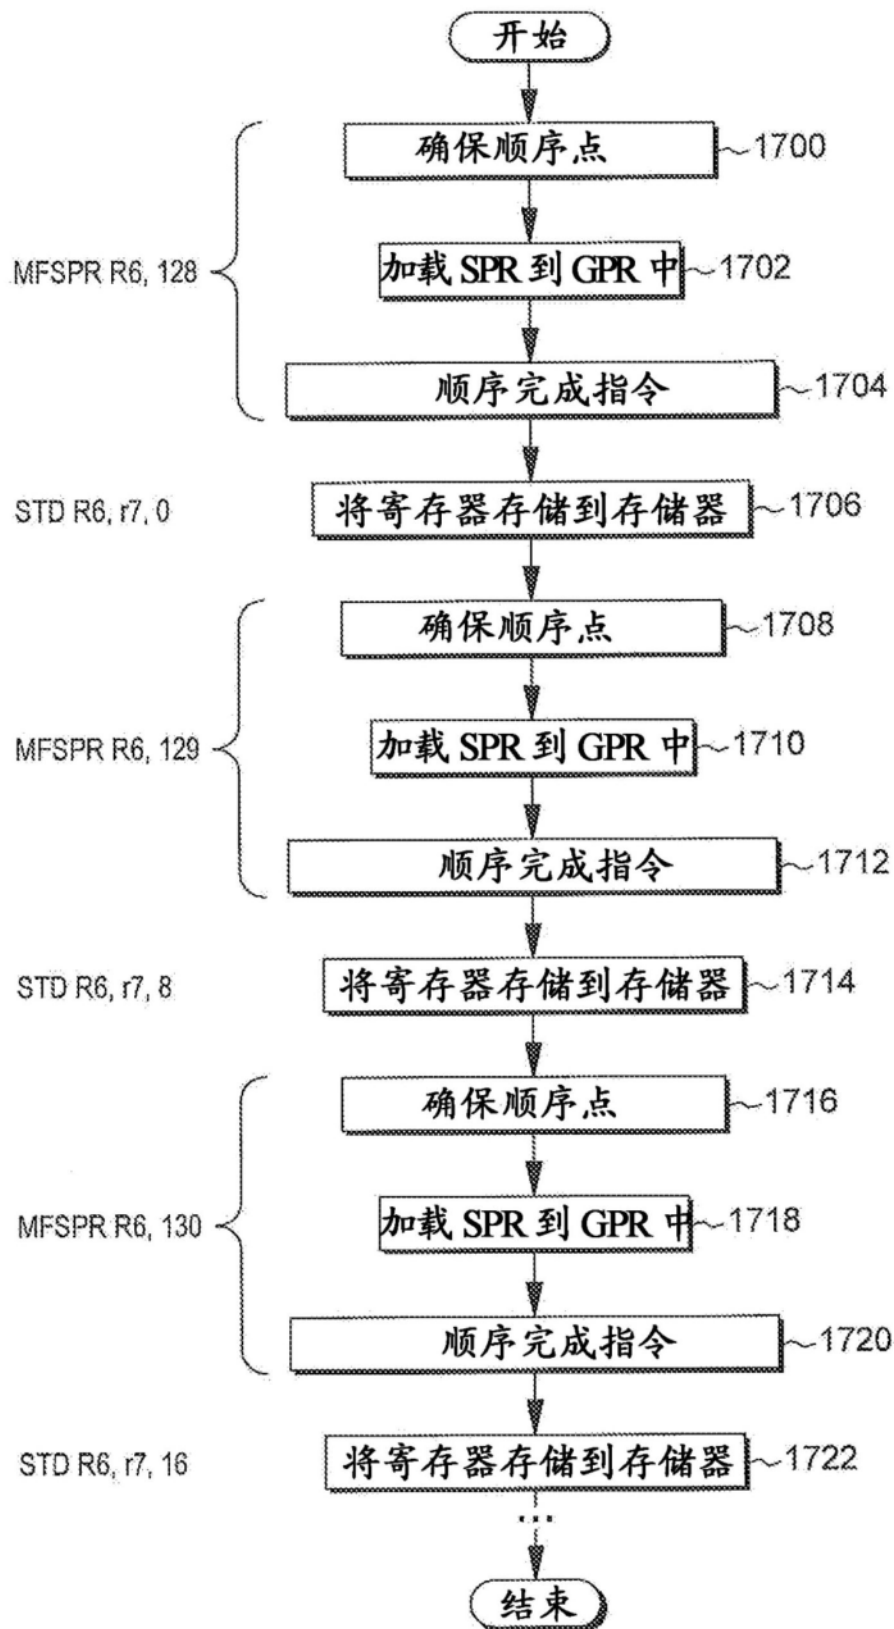 开始
确保顺序点
1700
MFSPR R6, 128
加载 SPR 到 GPR 中
1702
顺序完成指令
1704
STD R6, r7, 0
将寄存器存储到存储器
1706
确保顺序点
1708
MFSPR R6, 129
加载 SPR 到 GPR 中
1710
顺序完成指令
1712
STD R6, r7, 8
将寄存器存储到存储器
1714
确保顺序点
1716
MFSPR R6, 130
加载 SPR 到 GPR 中
1718
顺序完成指令
1720
STD R6, r7, 16
将寄存器存储到存储器
1722
...
结束